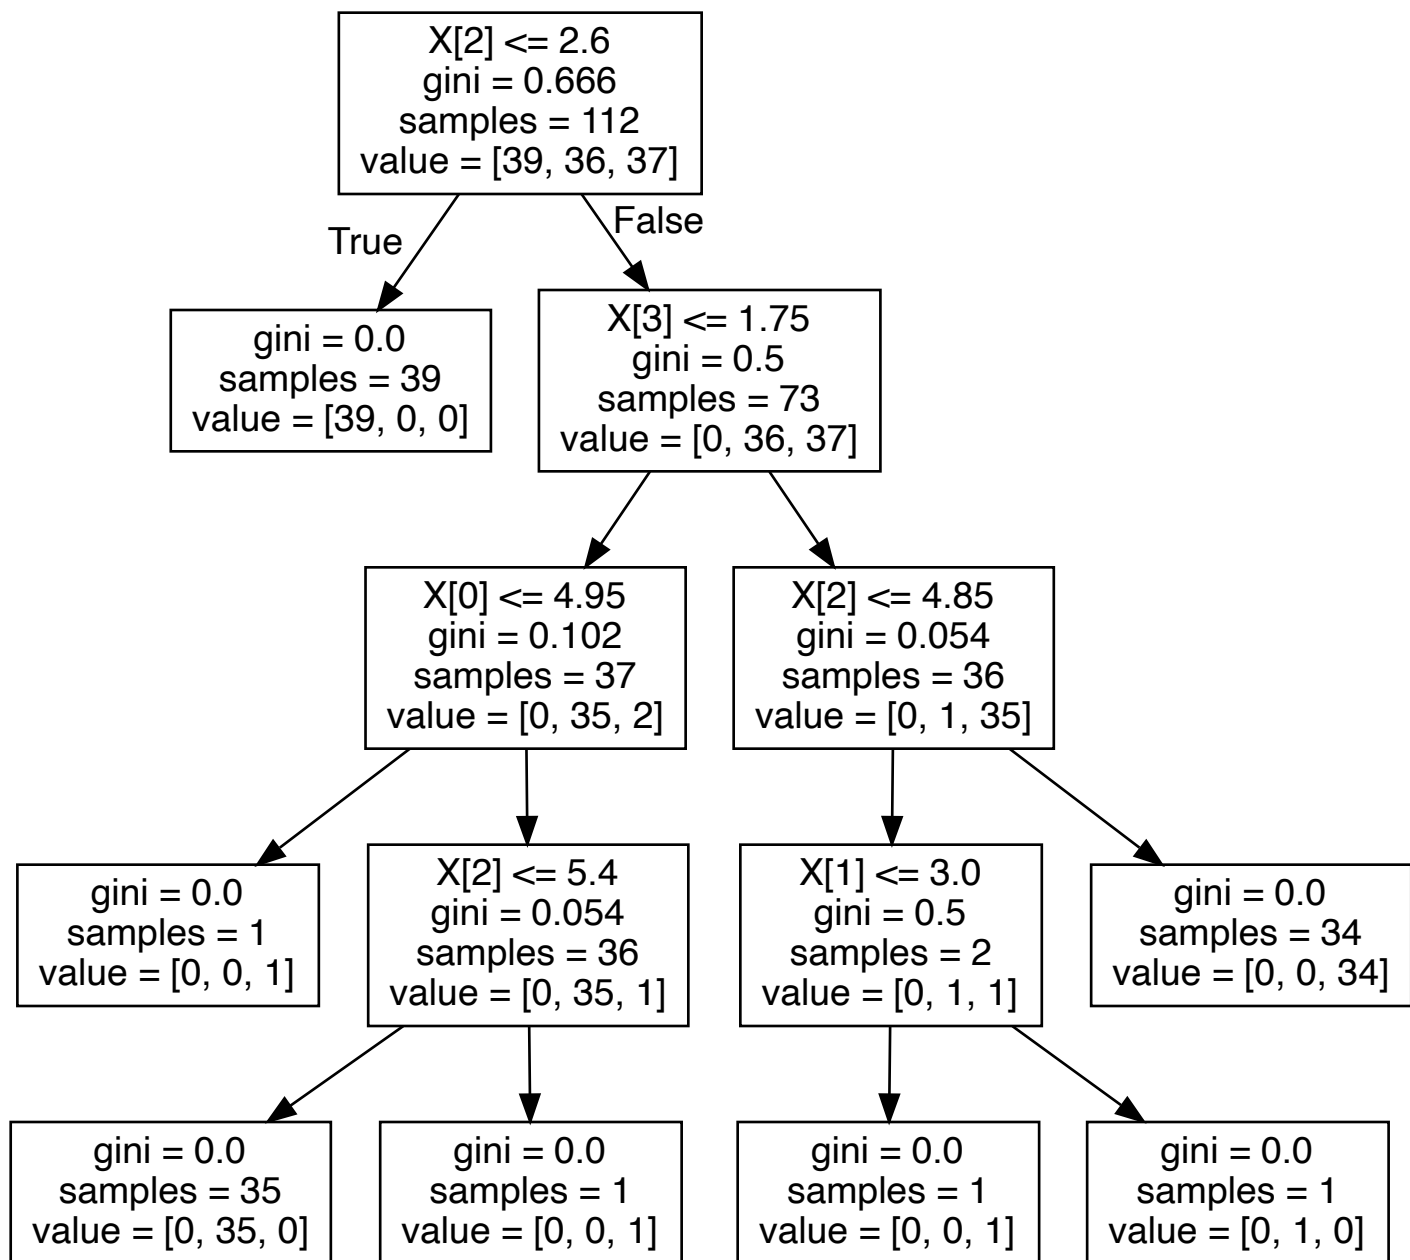 X[2] <= 2.6
gini = 0.666
samples = 112
value = [39, 36, 37]
True
False
gini = 0.0
samples = 39
value = [39, 0, 0]
X[3] <= 1.75
gini = 0.5
samples = 73
value = [0, 36, 37]
X[0] <= 4.95
gini = 0.102
samples = 37
value = [0, 35, 2]
X[2] <= 4.85
gini = 0.054
samples = 36
value = [0, 1, 35]
gini = 0.0
samples = 1
value = [0, 0, 1]
X[2] <= 5.4
gini = 0.054
samples = 36
value = [0, 35, 1]
X[1] <= 3.0
gini = 0.5
samples = 2
value = [0, 1, 1]
gini = 0.0
samples = 34
value = [0, 0, 34]
gini = 0.0
samples = 35
value = [0, 35, 0]
gini = 0.0
samples = 1
value = [0, 0, 1]
gini = 0.0
samples = 1
value = [0, 0, 1]
gini = 0.0
samples = 1
value = [0, 1, 0]